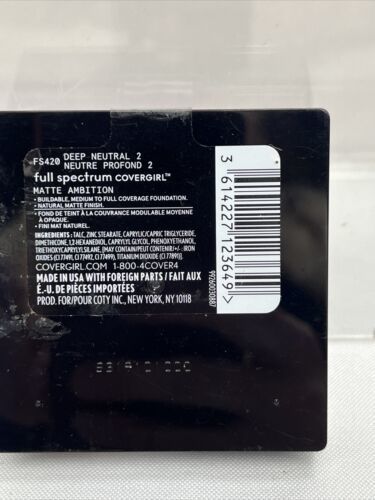 FS420 DEEP NEUTRAL 2
NEUTRE PROFOND 2
full spectrum COVERGIRL™
MATTE AMBITION
• BUILDABLE, MEDIUM TO FULL COVERAGE FOUNDATION.
• NATURAL MATTE FINISH.
• FOND DE TEINT À LA COUVRANCE MODULABLE MOYENNE
À OPAQUE.
• FINI MAT NATUREL.
INGREDIENTS: TALC, ZINC STEARATE, CAPRYLIC/CAPRIC TRIGLYCERIDE,
DIMETHICONE, 1,2-HEXANEDIOL, CAPRYLYL GLYCOL, PHENOXYETHANOL,
TRIETHOXYCAPRYLYLSILANE, [MAY CONTAIN/PEUT CONTENIR/+/-: IRON
OXIDES (CI 77491, CI 77492, CI 77499), TITANIUM DIOXIDE (CI 77891)].
COVERGIRL.COM 1-800-4COVER4
MADE IN USA WITH FOREIGN PARTS / FAIT AUX
É.-U. DE PIÈCES IMPORTÉES
PROD. FOR/POUR COTY INC., NEW YORK, NY 10118
3 614227 123649 >